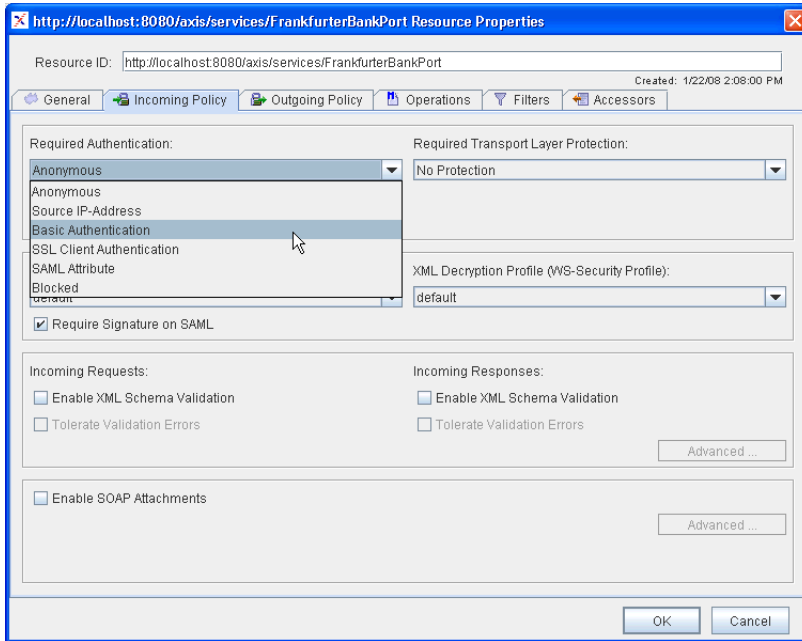 http://localhost:8080/axis/services/FrankfurterBankPort Resource Properties
Resource ID: http://localhost:8080/axis/services/FrankfurterBankPort
Created: 1/22/08 2:08:00 PM
General Incoming Policy Outgoing Policy Operations Filters Accessors
Required Authentication: Required Transport Layer Protection:
Anonymous No Protection
Anonymous
Source IP-Address
Basic Authentication
SSL Client Authentication
SAML Attribute
XML Decryption Profile (WS-Security Profile):
Blocked
default default
Require Signature on SAML
Incoming Requests: Incoming Responses:
Enable XML Schema Validation Enable XML Schema Validation
Tolerate Validation Errors Tolerate Validation Errors
Advanced ...
Enable SOAP Attachments
Advanced ...
OK Cancel